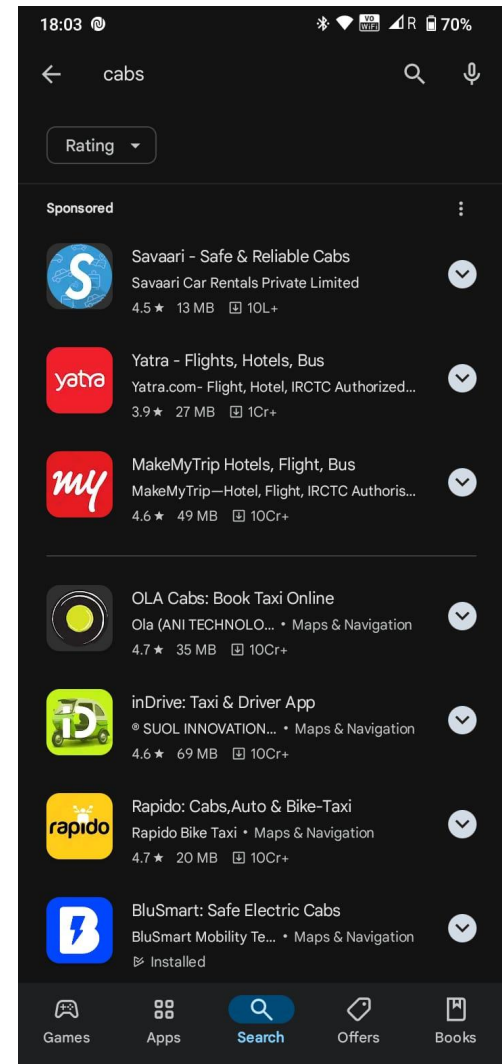 18:03 VO WiFi R 70%
cabs
Rating
Sponsored
S
Savaari - Safe & Reliable Cabs
Savaari Car Rentals Private Limited
4.5★ 13 MB 10L+
yatra
Yatra - Flights, Hotels, Bus
Yatra.com- Flight, Hotel, IRCTC Authorized...
3.9★ 27 MB 1Cr+
my
MakeMyTrip Hotels, Flight, Bus
MakeMyTrip—Hotel, Flight, IRCTC Authoris...
4.6★ 49 MB 10Cr+
OLA Cabs: Book Taxi Online
Ola (ANI TECHNOLO... • Maps & Navigation
4.7★ 35 MB 10Cr+
iD
inDrive: Taxi & Driver App
® SUOL INNOVATION... • Maps & Navigation
4.6★ 69 MB 10Cr+
rapido
Rapido: Cabs,Auto & Bike-Taxi
Rapido Bike Taxi • Maps & Navigation
4.7★ 20 MB 10Cr+
B
BluSmart: Safe Electric Cabs
BluSmart Mobility Te... • Maps & Navigation
Installed
Games Apps Search Offers Books